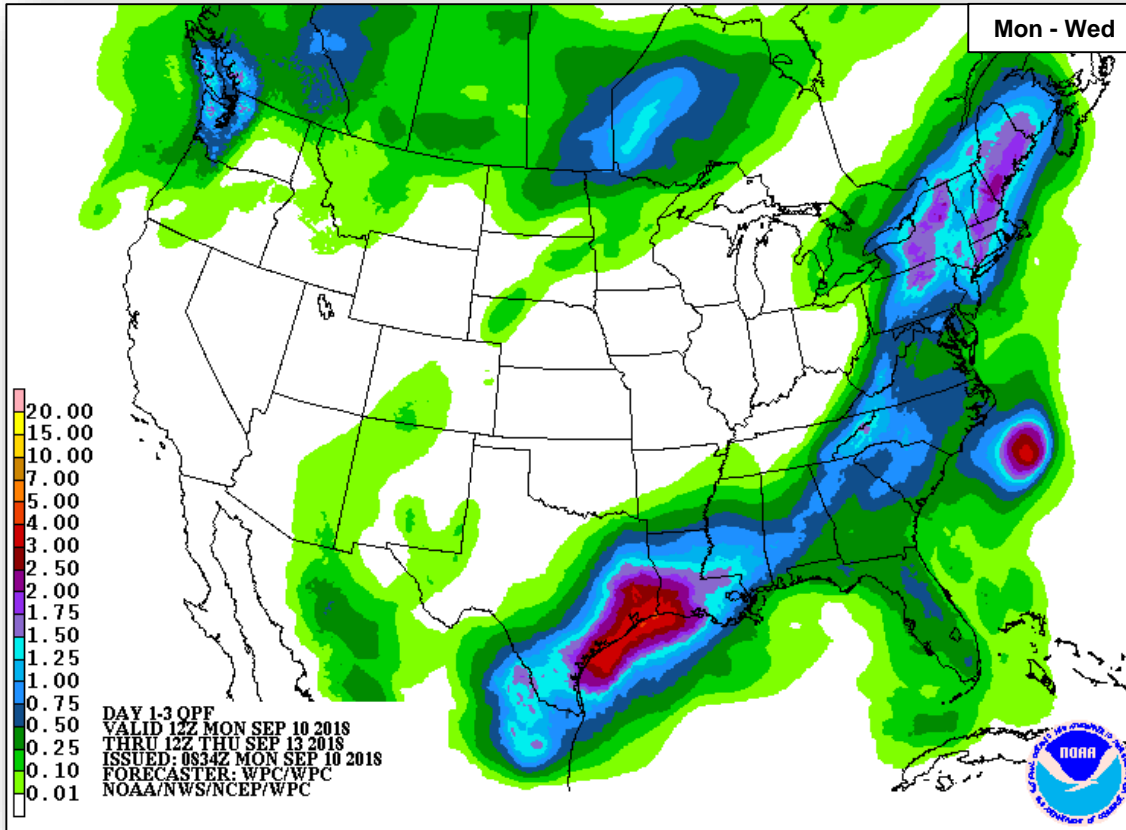 Mon - Wed
20.00
15.00
10.00
7.00
5.00
4.00
3.00
2.50
2.00
1.75
1.50
1.25
1.00
0.75
0.50
0.25
0.10
0.01
DAY 1-3 QPF
VALID 12Z MON SEP 10 2018
THRU 12Z THU SEP 13 2018
ISSUED: 0834Z MON SEP 10 2018
FORECASTER: WPC/WPC
NOAA/NWS/NCEP/WPC
NOAA